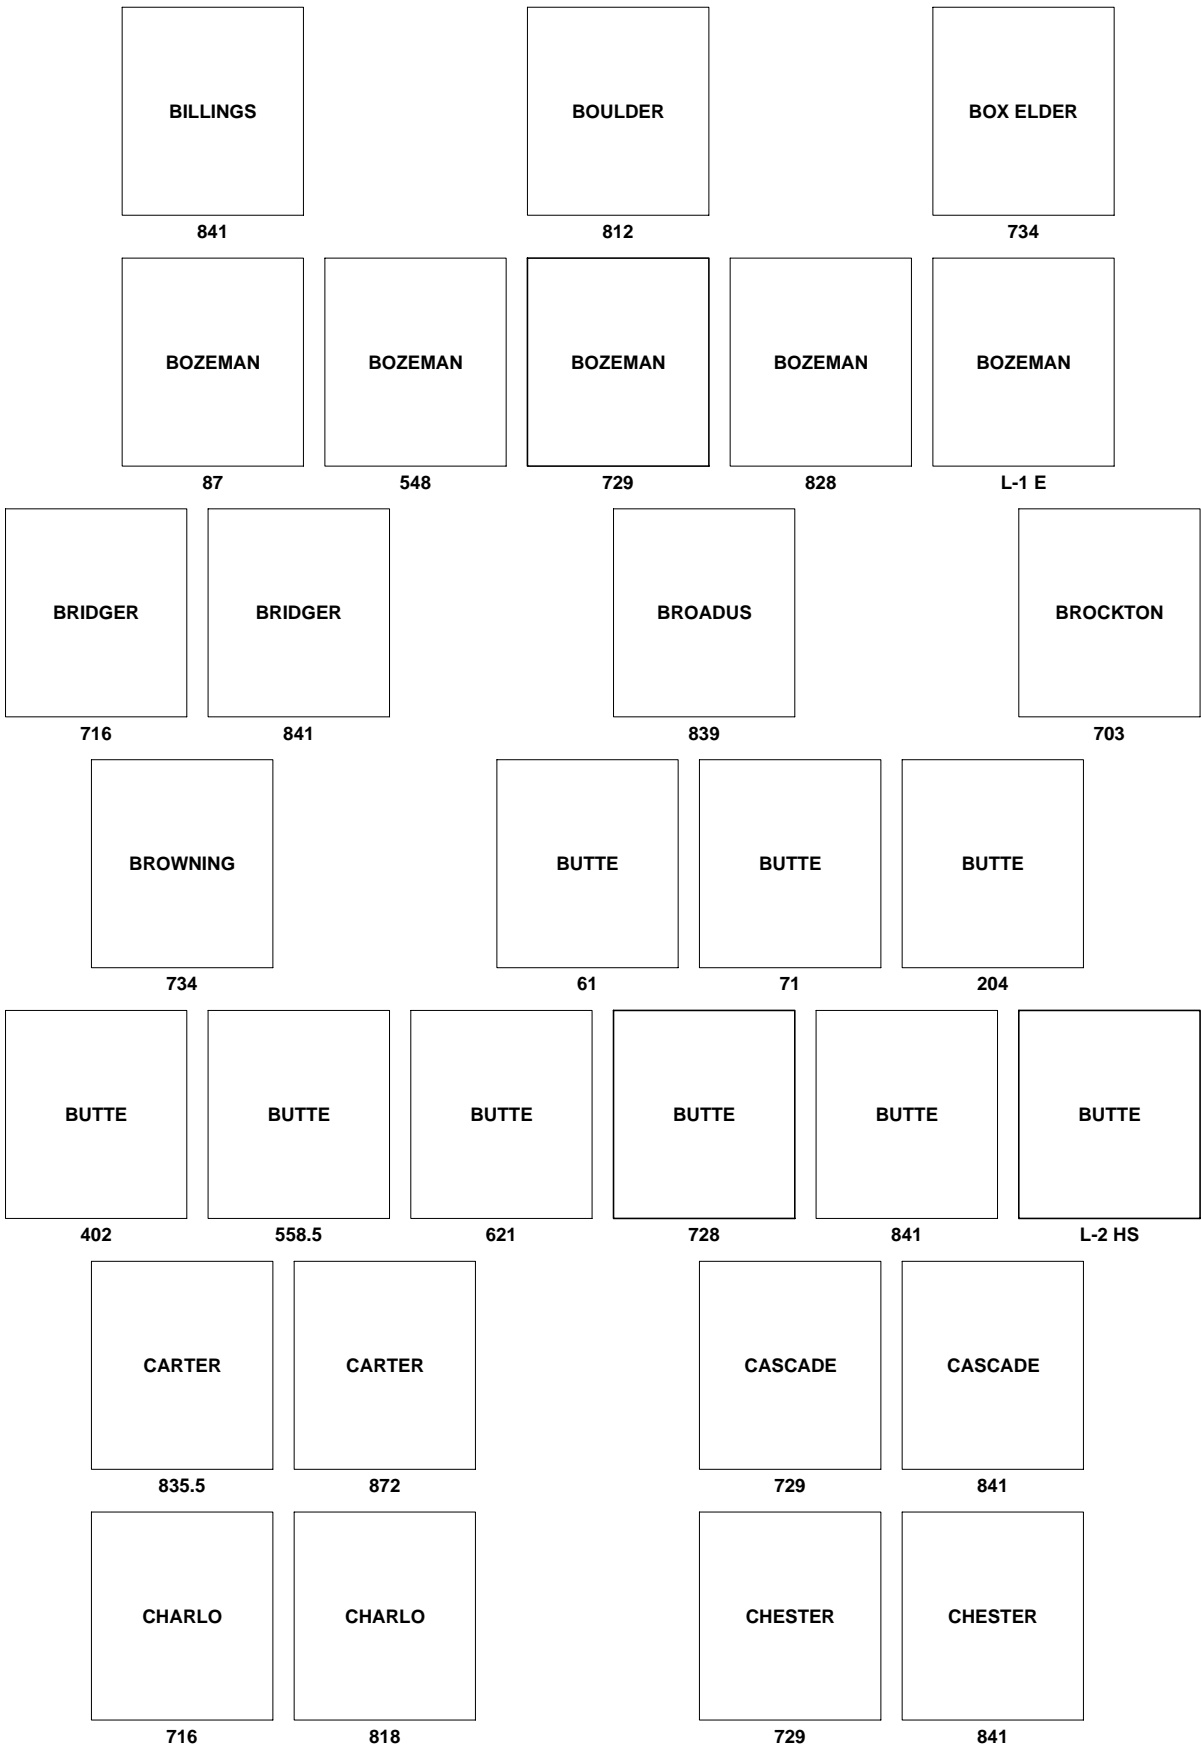 BILLINGS BOULDER BOX ELDER
841 812 734
BOZEMAN BOZEMAN BOZEMAN BOZEMAN BOZEMAN
87 548 729 828 L-1 E
BRIDGER BRIDGER BROADUS BROCKTON
716 841 839 703
BROWNING BUTTE BUTTE BUTTE
734 61 71 204
BUTTE BUTTE BUTTE BUTTE BUTTE BUTTE
402 558.5 621 728 841 L-2 HS
CARTER CARTER CASCADE CASCADE
835.5 872 729 841
CHARLO CHARLO CHESTER CHESTER
716 818 729 841